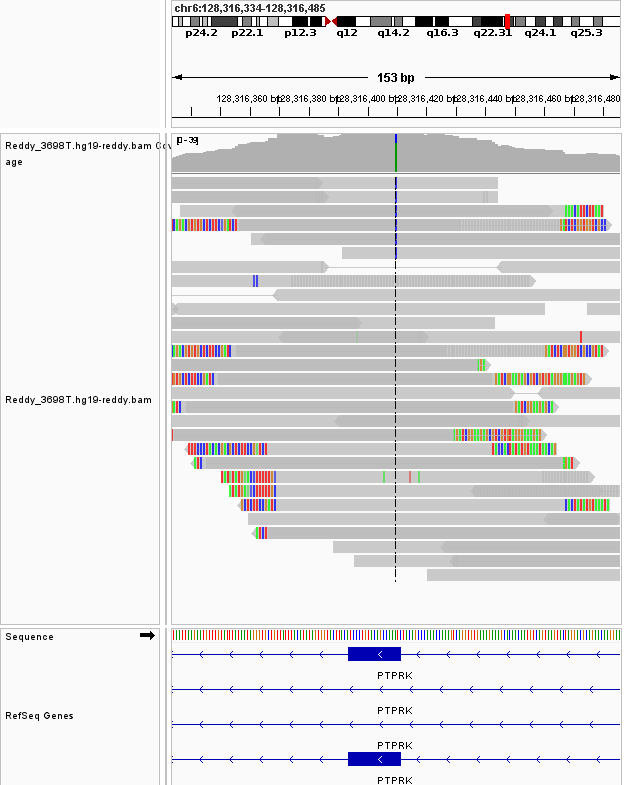 chr6:128,316,334-128,316,485
p24.2 p22.1 p12.3 q12 q14.2 q16.3 q22.31 q24.1 q25.3
153 bp
128,316,360 bp 128,316,380 bp 128,316,400 bp 128,316,420 bp 128,316,440 bp 128,316,460 bp 128,316,480
[0-39]
Reddy_3698T.hg19-reddy.bam Cov
age
Reddy_3698T.hg19-reddy.bam
Sequence
PTPRK
PTPRK
RefSeq Genes
PTPRK
PTPRK